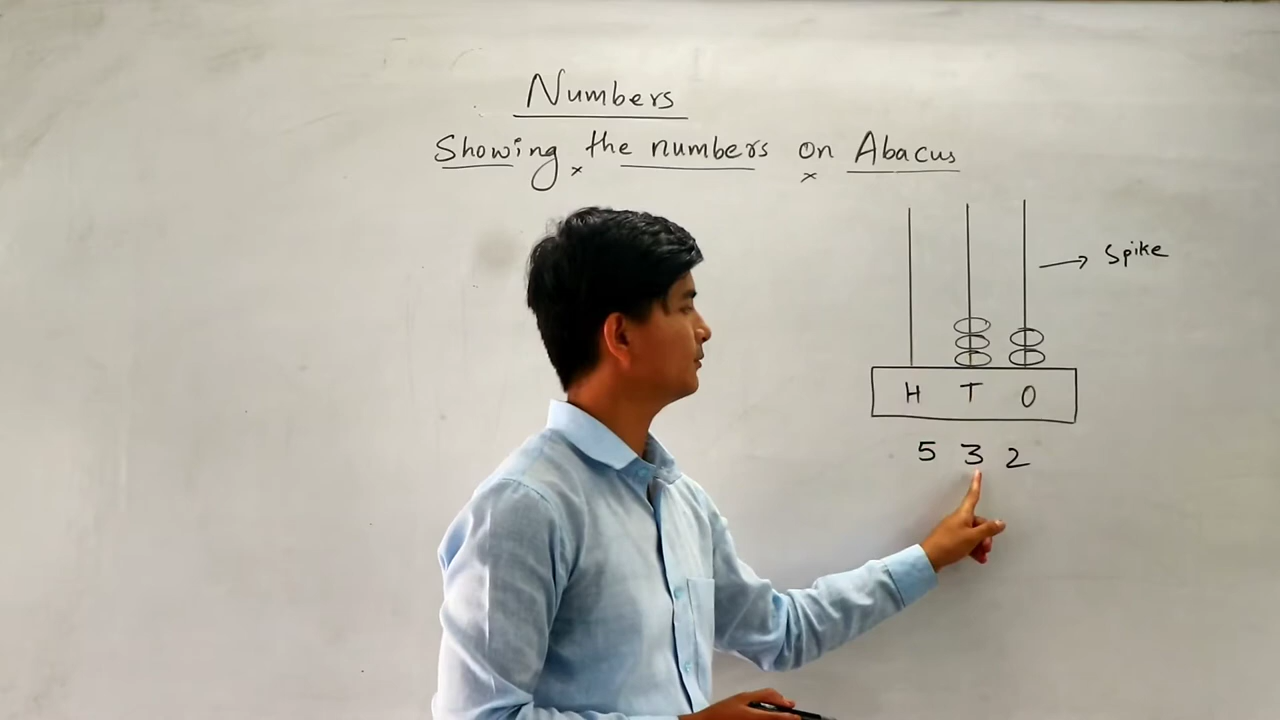 Numbers
Showing the numbers on Abacus
x x
Spike
H T O
5 3 2